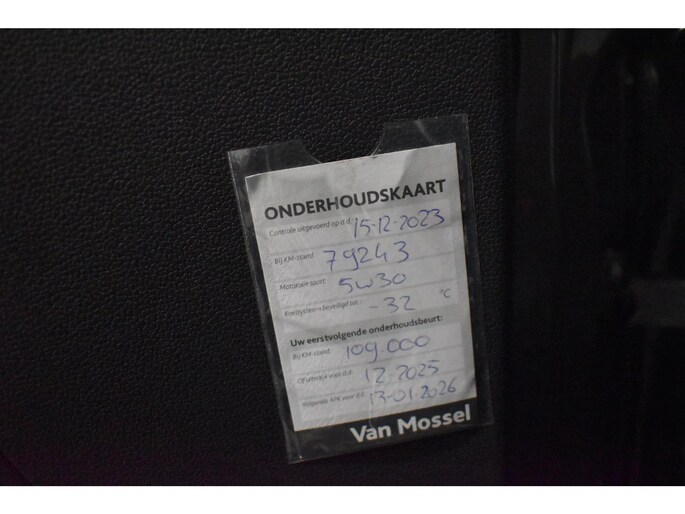 ONDERHOUDSKAART
Controle uitgevoerd op d.d.: 15-12-2023
Bij KM-stand: 79243
Motorolie soort: 5w30
Koelsysteem beveiligd tot: -32 °C
Uw eerstvolgende onderhoudsbeurt:
Bij KM-stand: 109.000
Of uiterlijk voor d.d.: 12-2025
Volgende APK voor d.d.: 13-01-2026
Van Mossel